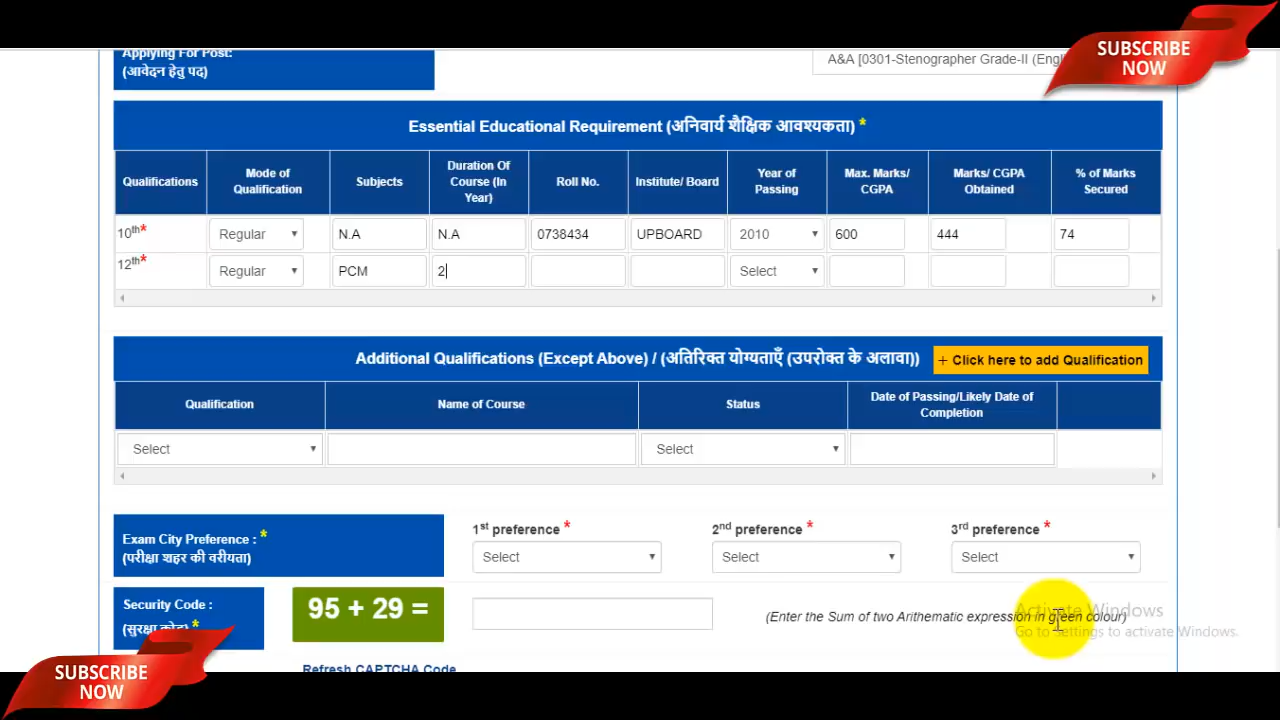 SUBSCRIBE
NOW
Applying For Post:
(आवेदन हेतु पद)
A&A [0301-Stenographer Grade-II (Engl
Essential Educational Requirement (अनिवार्य शैक्षिक आवश्यकता) *
Qualifications
Mode of
Qualification
Subjects
Duration Of
Course (In
Year)
Roll No.
Institute/ Board
Year of
Passing
Max. Marks/
CGPA
Marks/ CGPA
Obtained
% of Marks
Secured
10th* Regular N.A N.A 0738434 UPBOARD 2010 600 444 74
12th* Regular PCM 2 Select
Additional Qualifications (Except Above) / (अतिरिक्त योग्यताएँ (उपरोक्त के अलावा)) + Click here to add Qualification
Qualification
Name of Course
Status
Date of Passing/Likely Date of
Completion
Select Select
Exam City Preference : *
(परीक्षा शहर की वरीयता)
1st preference * 2nd preference * 3rd preference *
Select Select Select
Security Code :
(सुरक्षा कोड) *
95 + 29 =
(Enter the Sum of two Arithematic expression in green colour)
Activate Windows
Go to Settings to activate Windows.
Refresh CAPTCHA Code
SUBSCRIBE
NOW